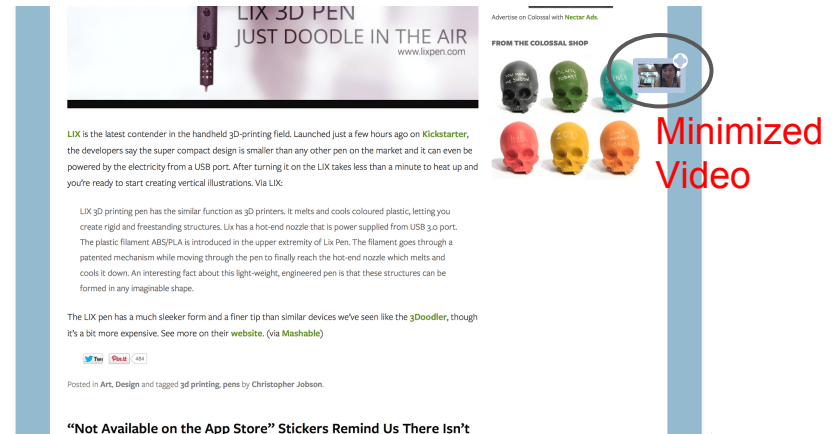 LIX 3D PEN
JUST DOODLE IN THE AIR
www.lixpen.com
LIX is the latest contender in the handheld 3D-printing field. Launched just a few hours ago on Kickstarter,
the developers say the super compact design is smaller than any other pen on the market and it can even be
powered by the electricity from a USB port. After turning it on the LIX takes less than a minute to heat up and
you're ready to start creating vertical illustrations. Via LIX:
LIX 3D printing pen has the similar function as 3D printers. It melts and cools coloured plastic, letting you
create rigid and freestanding structures. Lix has a hot-end nozzle that is power supplied from USB 3.0 port.
The plastic filament ABS/PLA is introduced in the upper extremity of Lix Pen. The filament goes through a
patented mechanism while moving through the pen to finally reach the hot-end nozzle which melts and
cools it down. An interesting fact about this light-weight, engineered pen is that these structures can be
formed in any imaginable shape.
The LIX pen has a much sleeker form and a finer tip than similar devices we've seen like the 3Doodler, though
it's a bit more expensive. See more on their website. (via Mashable)
Pin it 484
Posted in Art, Design and tagged 3d printing, pens by Christopher Jobson.
“Not Available on the App Store” Stickers Remind Us There Isn't
Advertise on Colossal with Nectar Ads.
FROM THE COLOSSAL SHOP
Minimized
Video